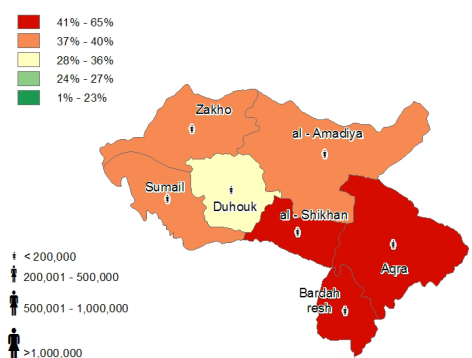 41% - 65%
37% - 40%
28% - 36%
24% - 27%
1% - 23%
Zakho
al - Amadiya
Sumail
Duhouk
al - Shikhan
Aqra
Bardah
resh
< 200,000
200,001 - 500,000
500,001 - 1,000,000
>1,000,000